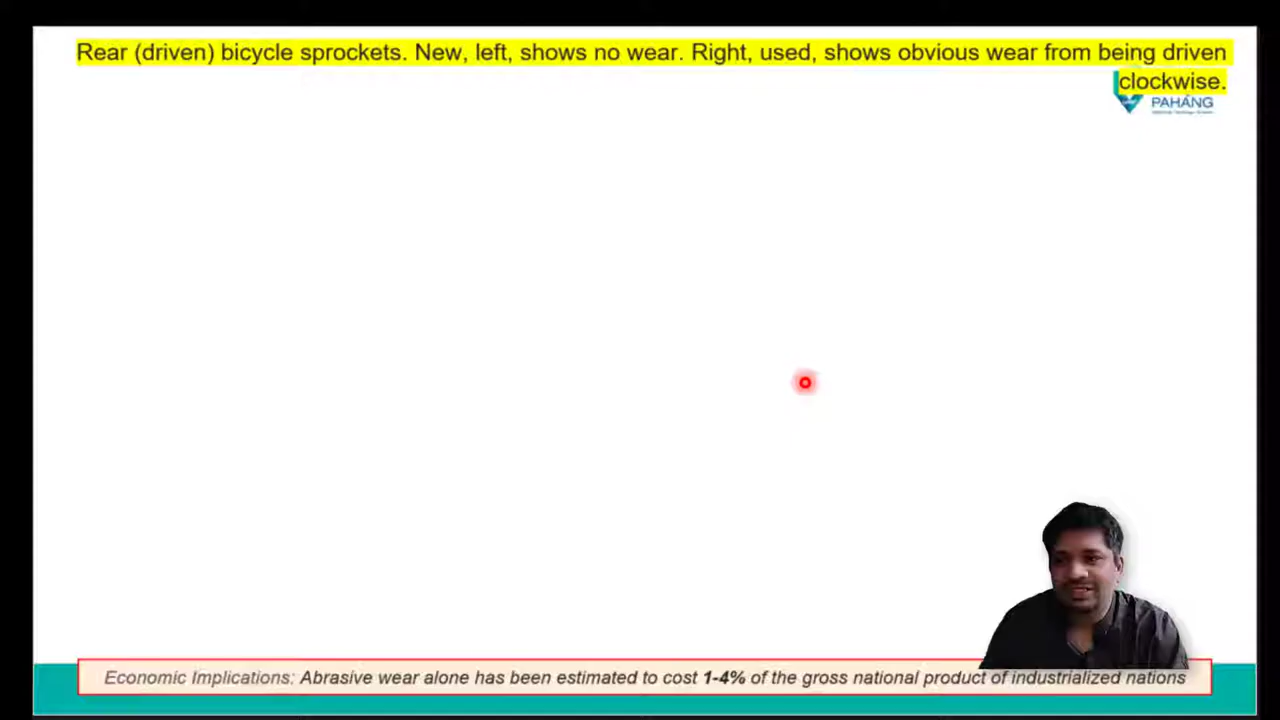 Rear (driven) bicycle sprockets. New, left, shows no wear. Right, used, shows obvious wear from being driven
clockwise.
PAHANG
Economic Implications: Abrasive wear alone has been estimated to cost 1-4% of the gross national product of industrialized nations